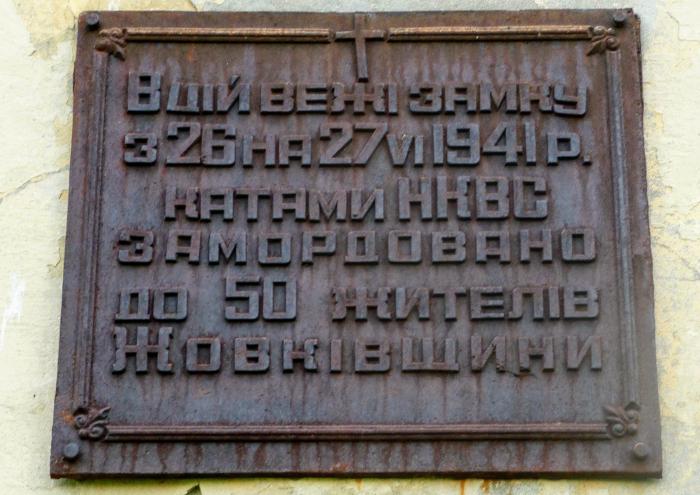 В цій вежі замку
з 26 на 27 VI 1941 р.
катами НКВС
замордовано
до 50 жителів
Жовківщини